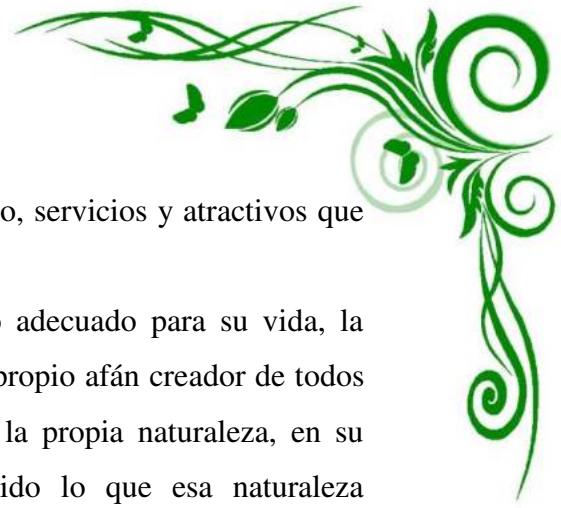 o, servicios y atractivos que
adecuado para su vida, la
propio afán creador de todos
la propia naturaleza, en su
ido lo que esa naturaleza